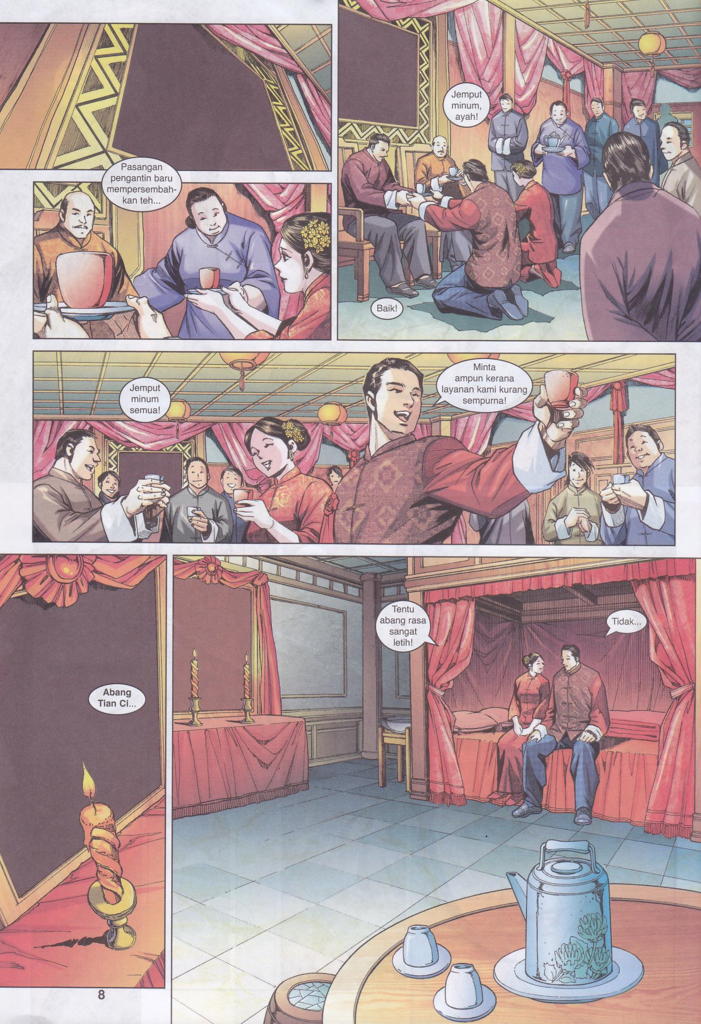 Pasangan
pengantin baru
mempersembah-
kan teh...
Jemput
minum,
ayah!
Baik!
Jemput
minum
semua!
Minta
ampun kerana
layanan kami kurang
sempurna!
Abang
Tian Ci...
Tentu
abang rasa
sangat
letih!
Tidak...
8